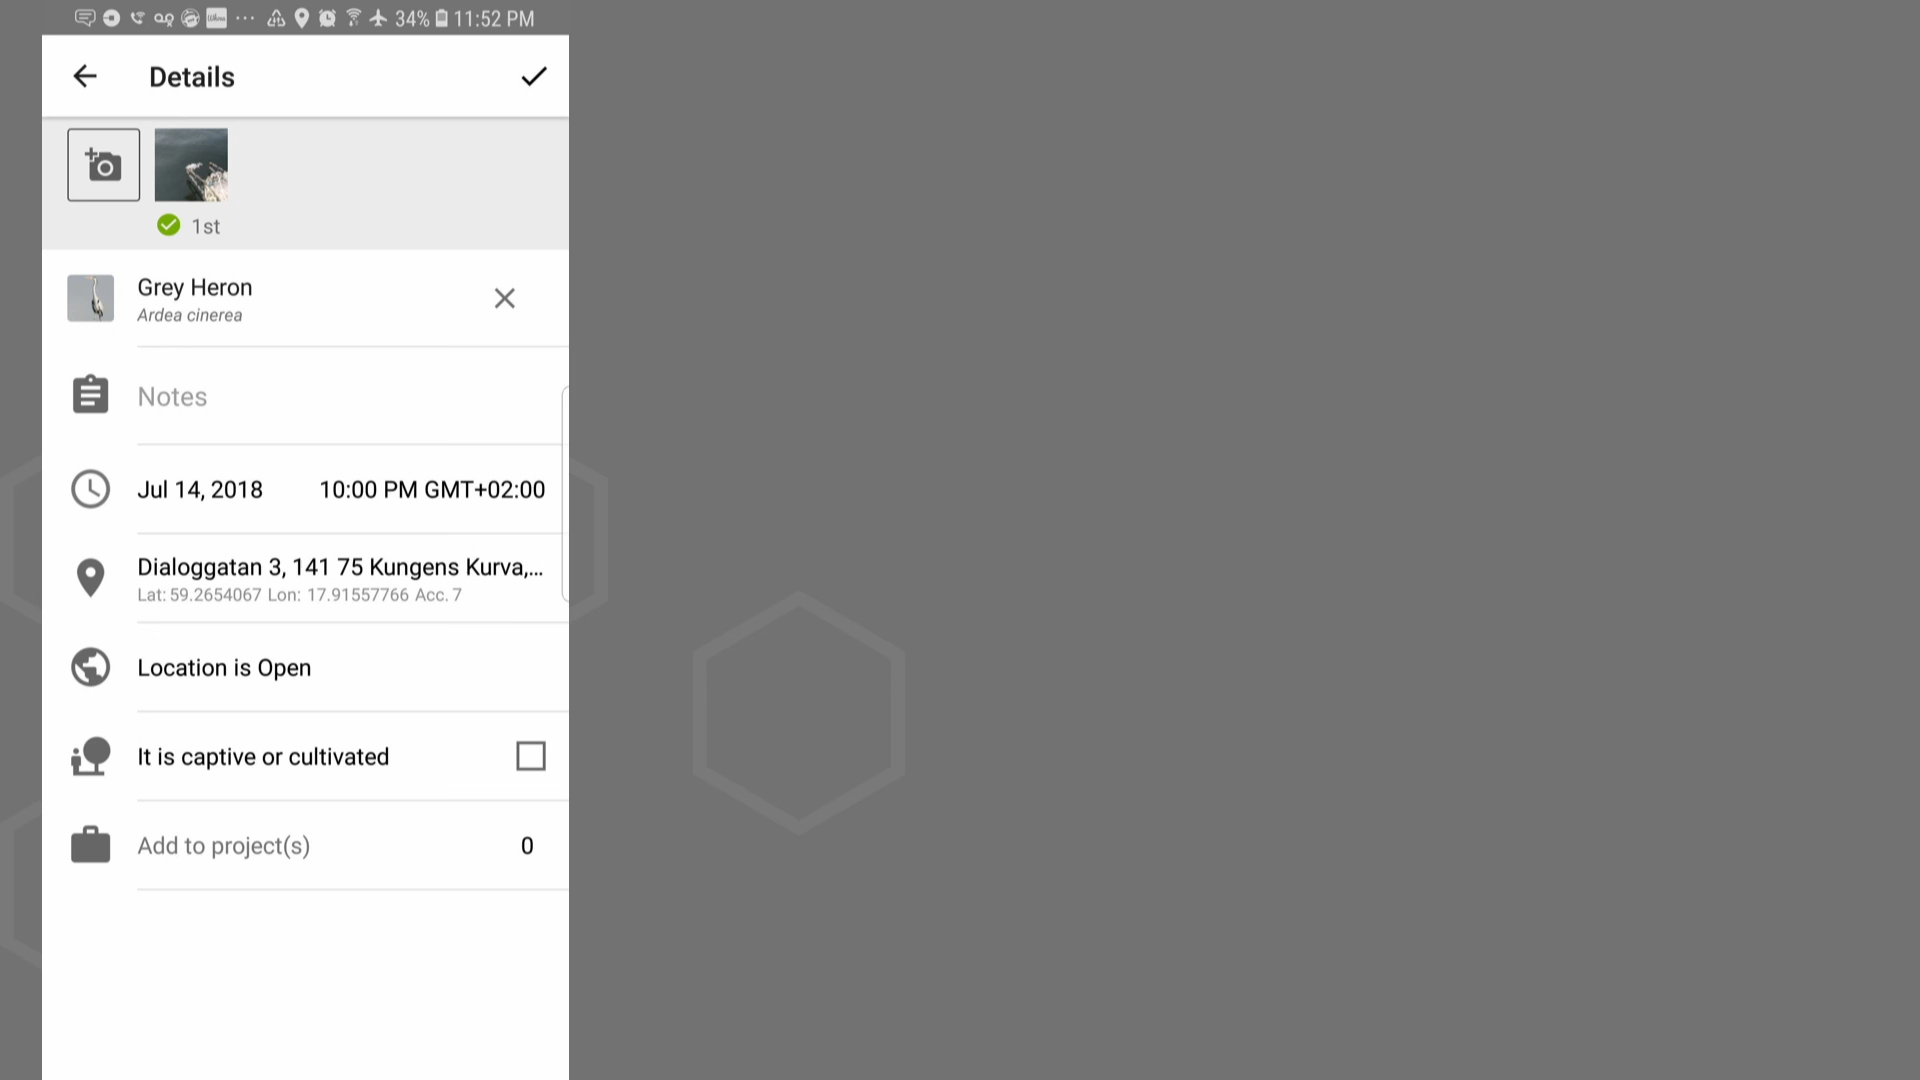 34% 11:52 PM
Details
1st
Grey Heron
Ardea cinerea
Notes
Jul 14, 2018 10:00 PM GMT+02:00
Dialoggatan 3, 141 75 Kungens Kurva,...
Lat: 59.2654067 Lon: 17.91557766 Acc. 7
Location is Open
It is captive or cultivated
Add to project(s) 0